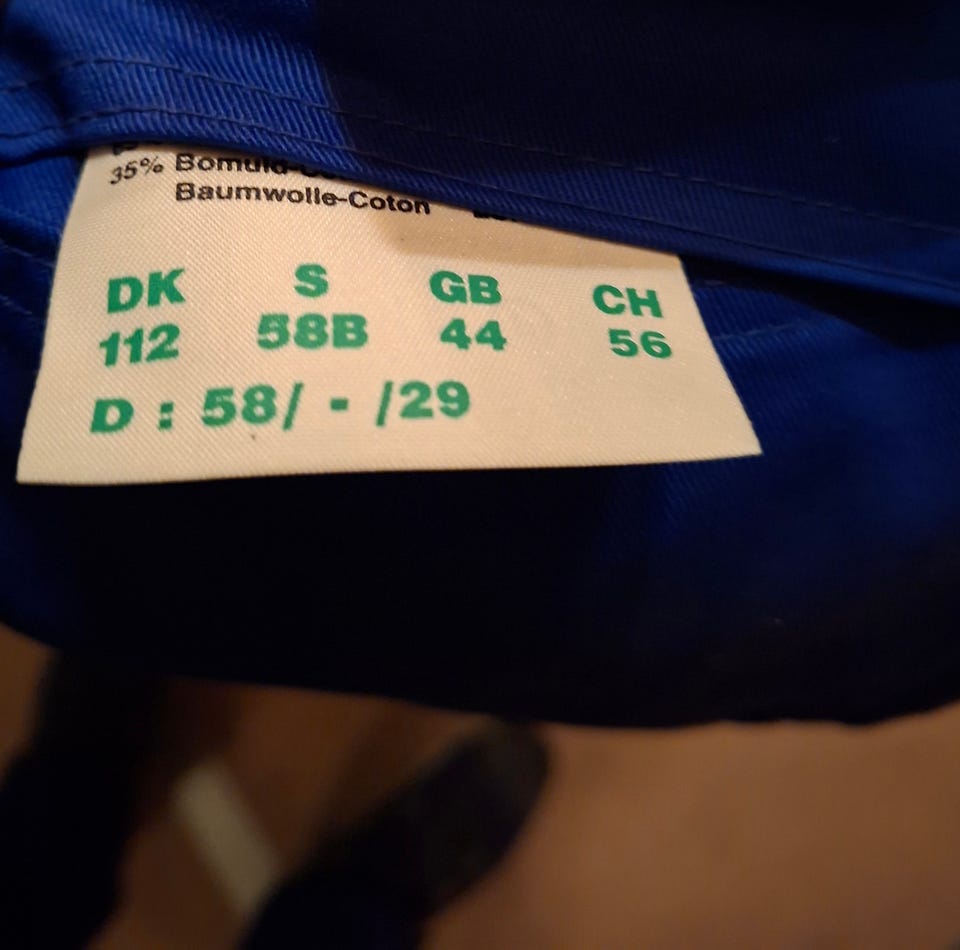 35% Bomuld-
Baumwolle-Coton
DK S GB CH
112 58B 44 56
D : 58/ - /29